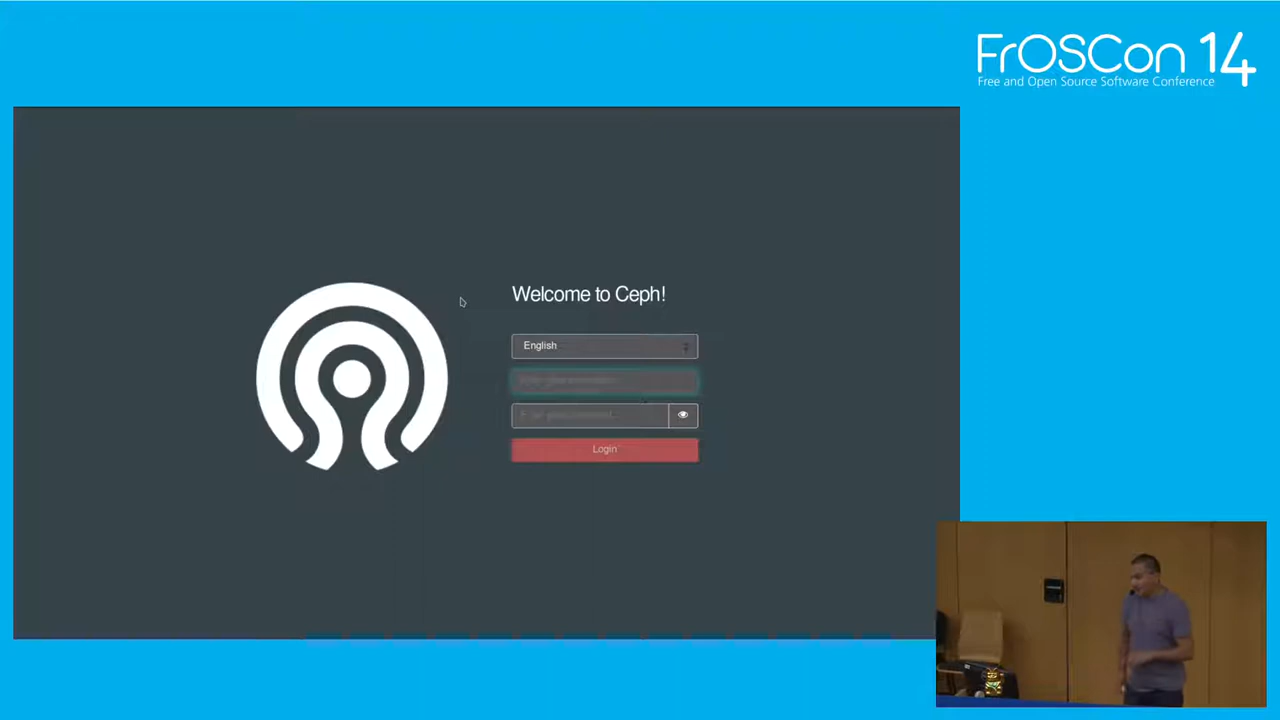 FrOSCon 14
Free and Open Source Software Conference
Welcome to Ceph!
English
Login